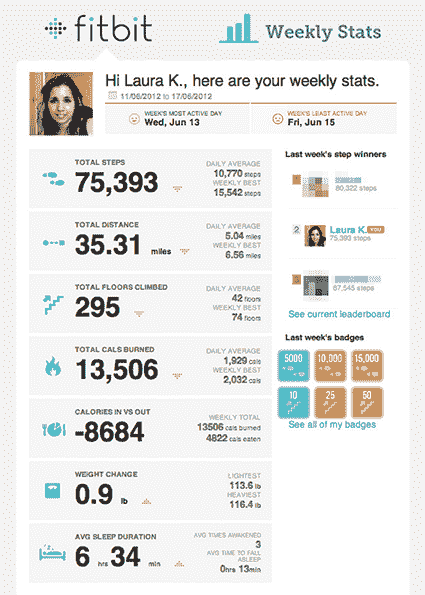 fitbit
Weekly Stats
Hi Laura K., here are your weekly stats.
11/06/2012 to 17/06/2012
WEEK'S MOST ACTIVE DAY
Wed, Jun 13
WEEK'S LEAST ACTIVE DAY
Fri, Jun 15
TOTAL STEPS
75,393
DAILY AVERAGE
10,770 steps
WEEKLY BEST
15,542 steps
TOTAL DISTANCE
35.31 miles
DAILY AVERAGE
5.04 miles
WEEKLY BEST
6.56 miles
TOTAL FLOORS CLIMBED
295
DAILY AVERAGE
42 floors
WEEKLY BEST
74 floors
TOTAL CALS BURNED
13,506
DAILY AVERAGE
1,929 cals
WEEKLY BEST
2,032 cals
CALORIES IN VS OUT
-8684
WEEKLY TOTAL
13506 cals burned
4822 cals eaten
WEIGHT CHANGE
0.9 lb
LIGHTEST
113.6 lb
HEAVIEST
116.4 lb
AVG SLEEP DURATION
6 hrs 34 min
AVG TIMES AWAKENED
3
AVG TIME TO FALL
ASLEEP
0hrs 13min
Last week's step winners
1
80,322 steps
2
Laura K. YOU
75,393 steps
3
67,545 steps
See current leaderboard
Last week's badges
5000
10,000
15,000
10
25
50
See all of my badges